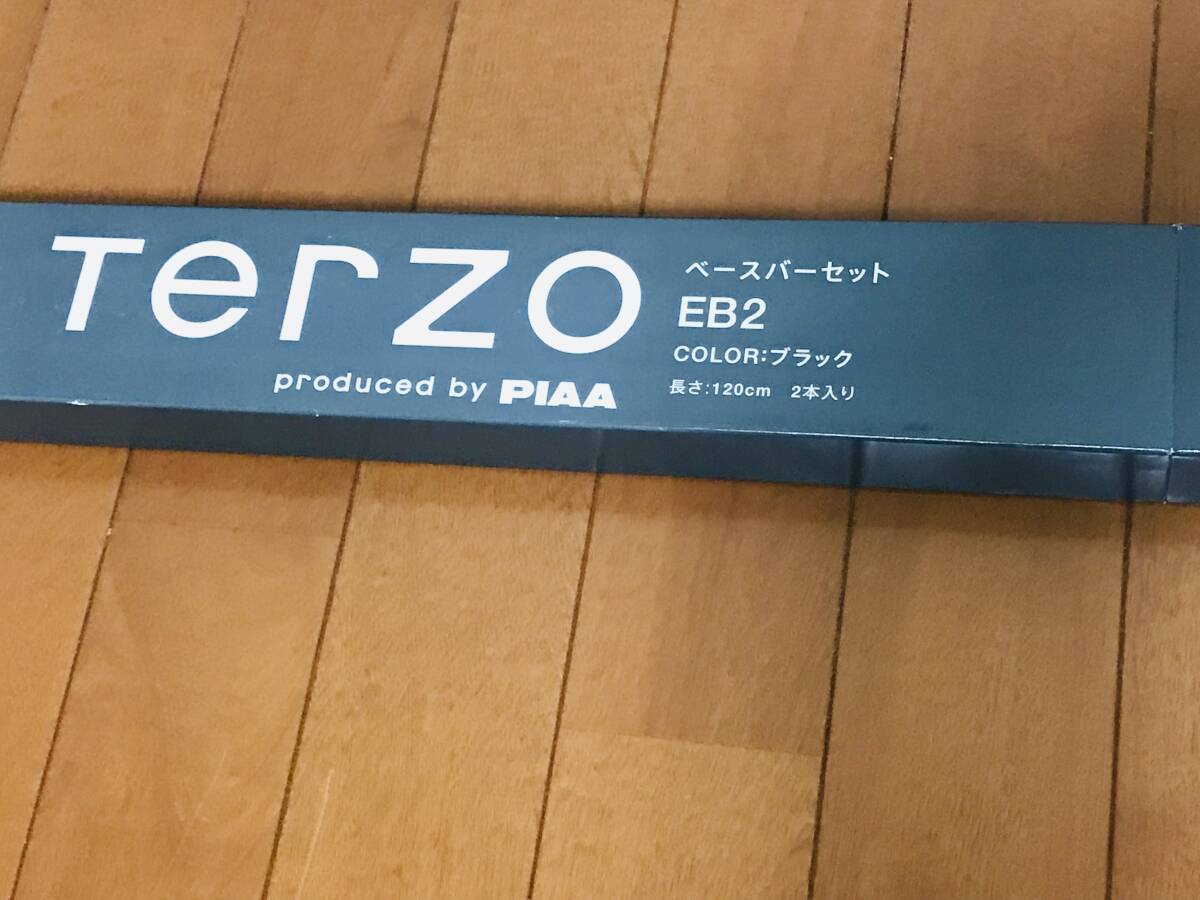 Terzo
produced by PIAA
ベースバーセット
EB2
COLOR:ブラック
長さ:120cm 2本入り